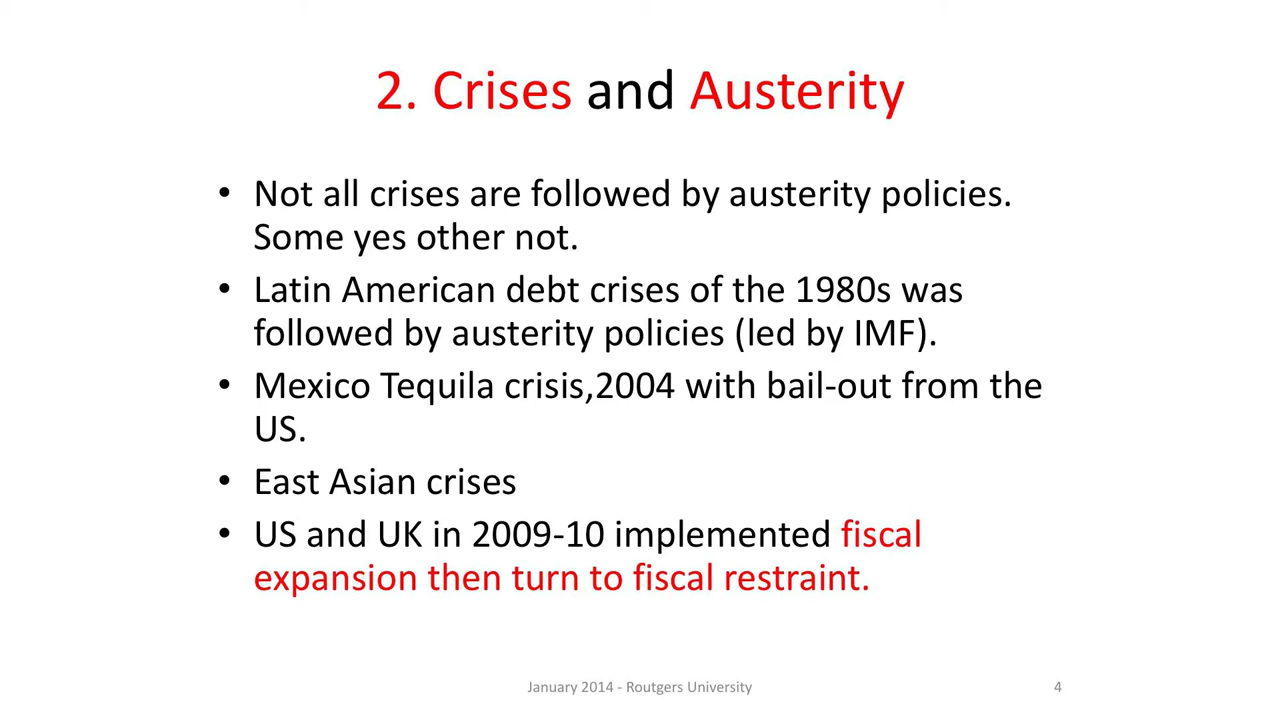 2. Crises and Austerity
• Not all crises are followed by austerity policies.
Some yes other not.
• Latin American debt crises of the 1980s was
followed by austerity policies (led by IMF).
• Mexico Tequila crisis,2004 with bail-out from the
US.
• East Asian crises
• US and UK in 2009-10 implemented fiscal
expansion then turn to fiscal restraint.
January 2014 - Routgers University
4